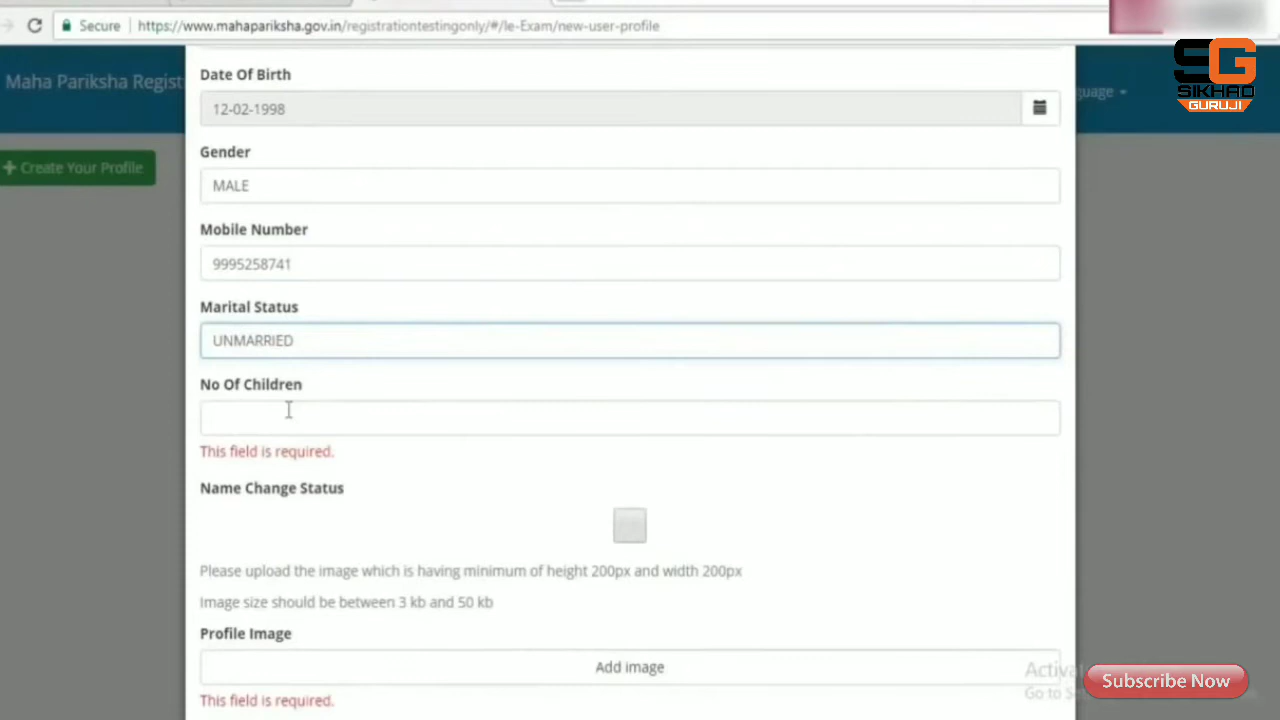 Secure https://www.mahapariksha.gov.in/registrationtestingonly/#/le-Exam/new-user-profile
Maha Pariksha Regist
guage
SG
SIKHAO
GURUJI
Create Your Profile
Date Of Birth
12-02-1998
Gender
MALE
Mobile Number
9995258741
Marital Status
UNMARRIED
No Of Children
This field is required.
Name Change Status
Please upload the image which is having minimum of height 200px and width 200px
Image size should be between 3 kb and 50 kb
Profile Image
Add image
This field is required.
Activa
Go to S
Subscribe Now